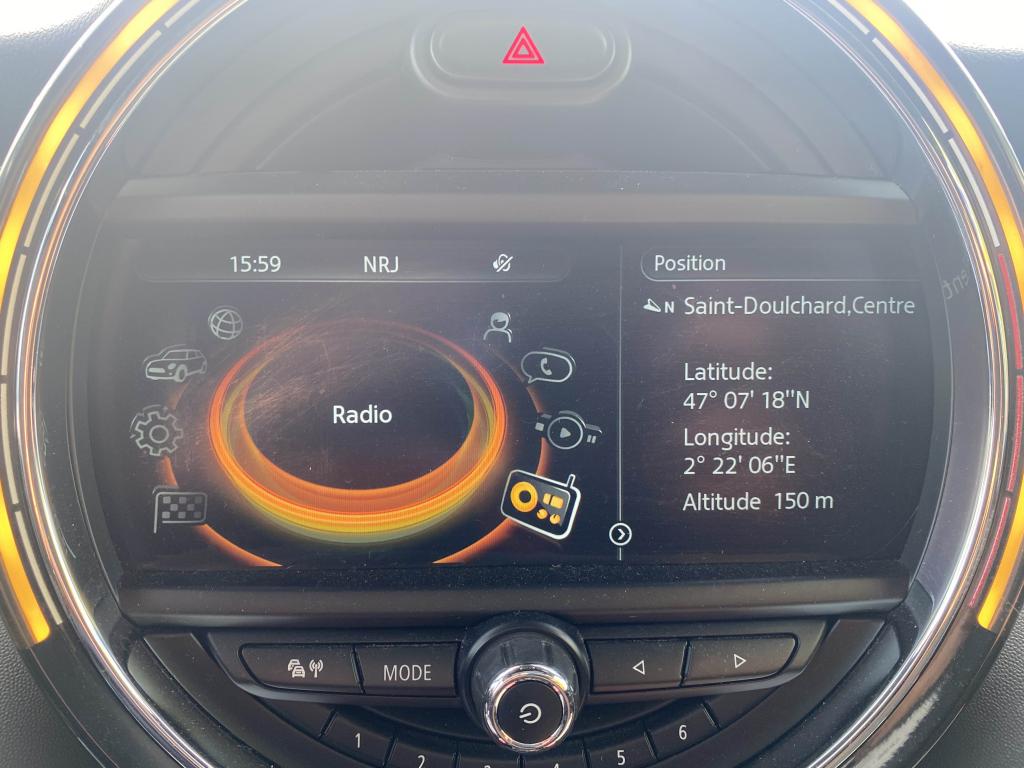 15:59 NRJ
Position
N Saint-Doulchard,Centre
Radio
Latitude:
47° 07' 18"N
Longitude:
2° 22' 06"E
Altitude 150 m
MODE
1 2 3 4 5 6